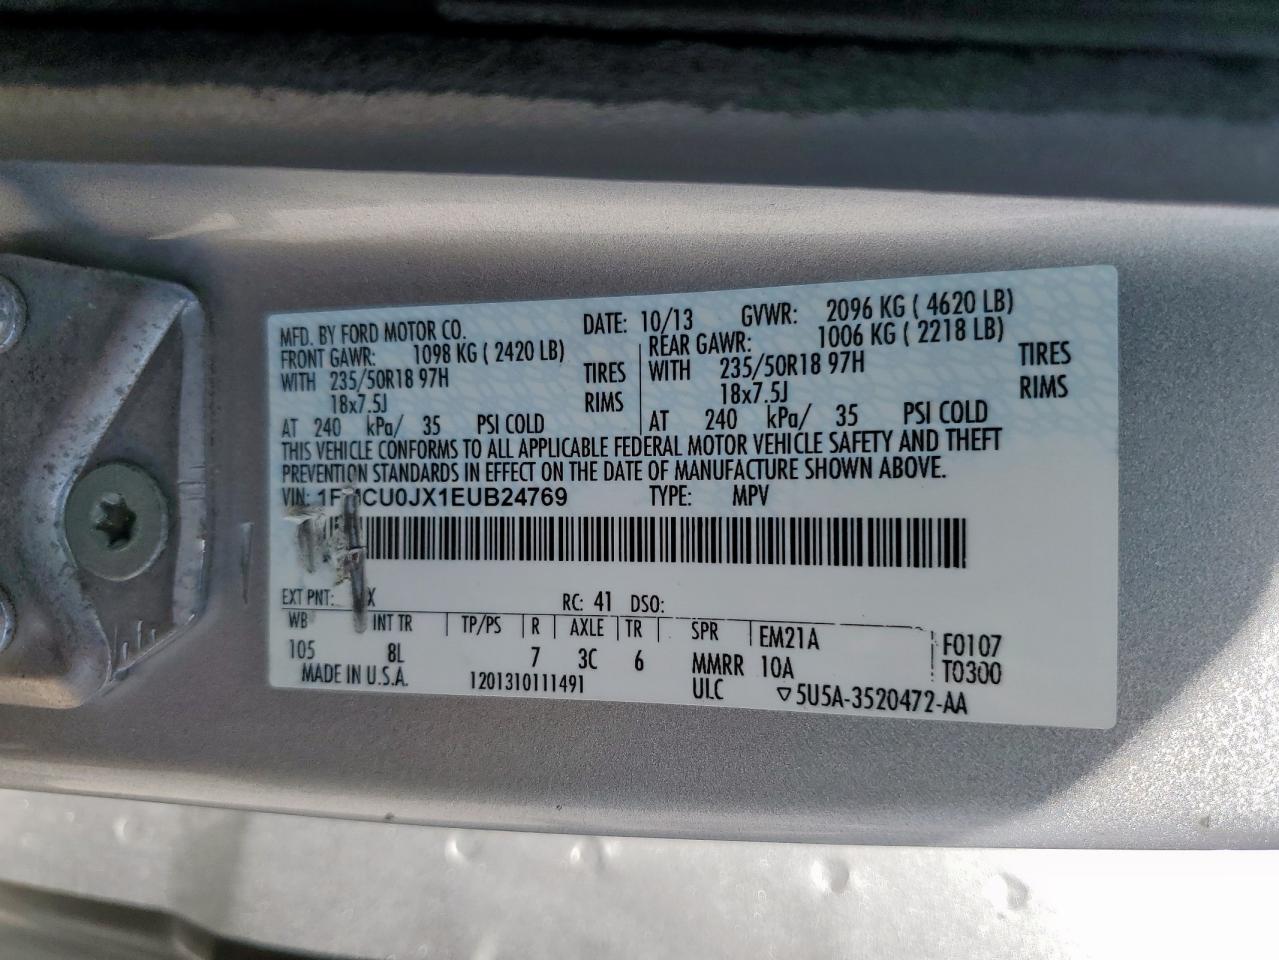 MFD. BY FORD MOTOR CO. DATE: 10/13 GVWR: 2096 KG ( 4620 LB)
FRONT GAWR: 1098 KG ( 2420 LB) REAR GAWR: 1006 KG ( 2218 LB)
WITH 235/50R18 97H TIRES WITH 235/50R18 97H TIRES
18x7.5J RIMS 18x7.5J RIMS
AT 240 kPa/ 35 PSI COLD AT 240 kPa/ 35 PSI COLD
THIS VEHICLE CONFORMS TO ALL APPLICABLE FEDERAL MOTOR VEHICLE SAFETY AND THEFT
PREVENTION STANDARDS IN EFFECT ON THE DATE OF MANUFACTURE SHOWN ABOVE.
VIN: 1FMCU0JX1EUB24769 TYPE: MPV
EXT PNT: X RC: 41 DSO:
WB INT TR TP/PS R AXLE TR SPR EM21A F0107
105 8L 7 3C 6 MMRR 10A T0300
MADE IN U.S.A. 1201310111491 ULC ▽5U5A-3520472-AA